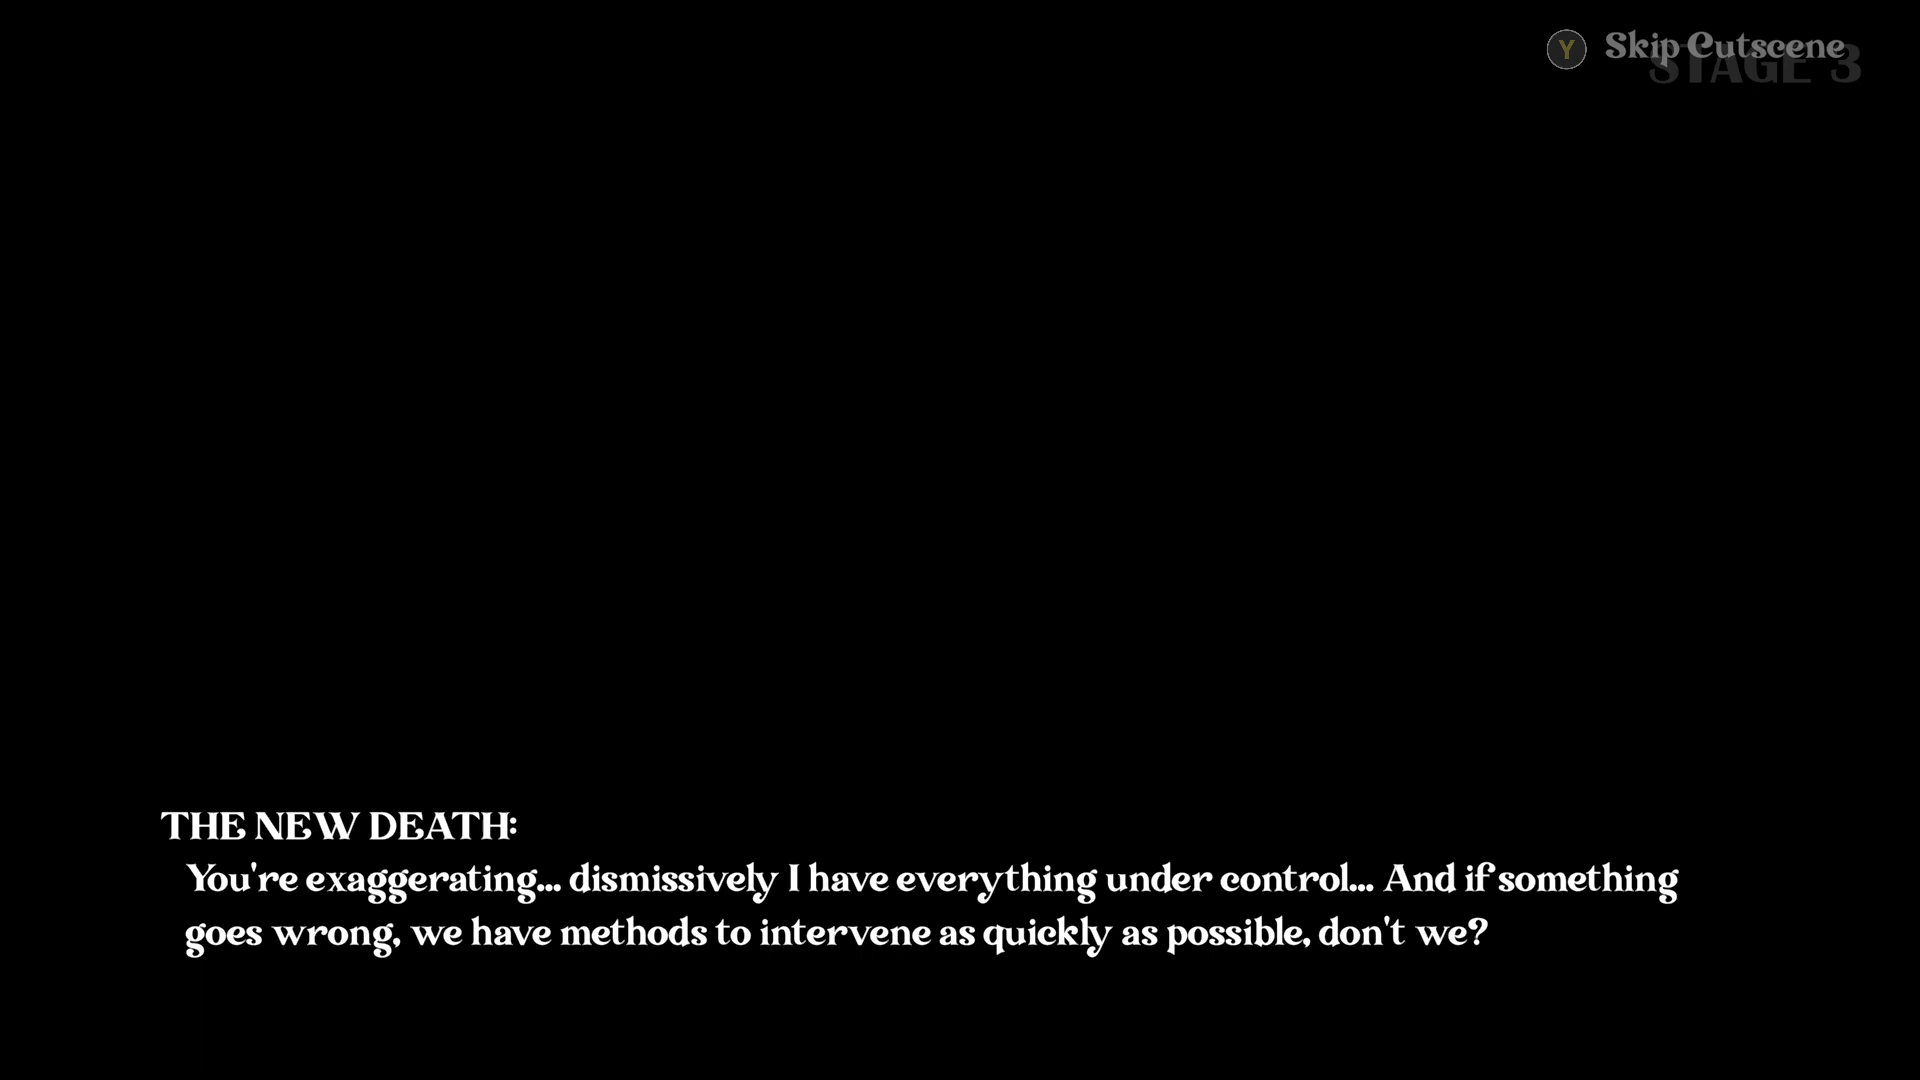 Y Skip Cutscene
STAGE 3
THE NEW DEATH:
You're exaggerating... dismissively I have everything under control... And if something
goes wrong, we have methods to intervene as quickly as possible, don't we?